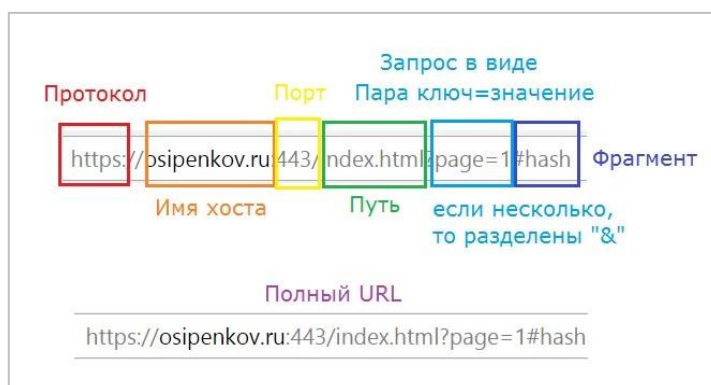 Запрос в виде
Протокол Порт Пара ключ=значение
https://osipenkov.ru:443/index.html?page=1#hash Фрагмент
Имя хоста Путь если несколько,
то разделены "&"
Полный URL
https://osipenkov.ru:443/index.html?page=1#hash